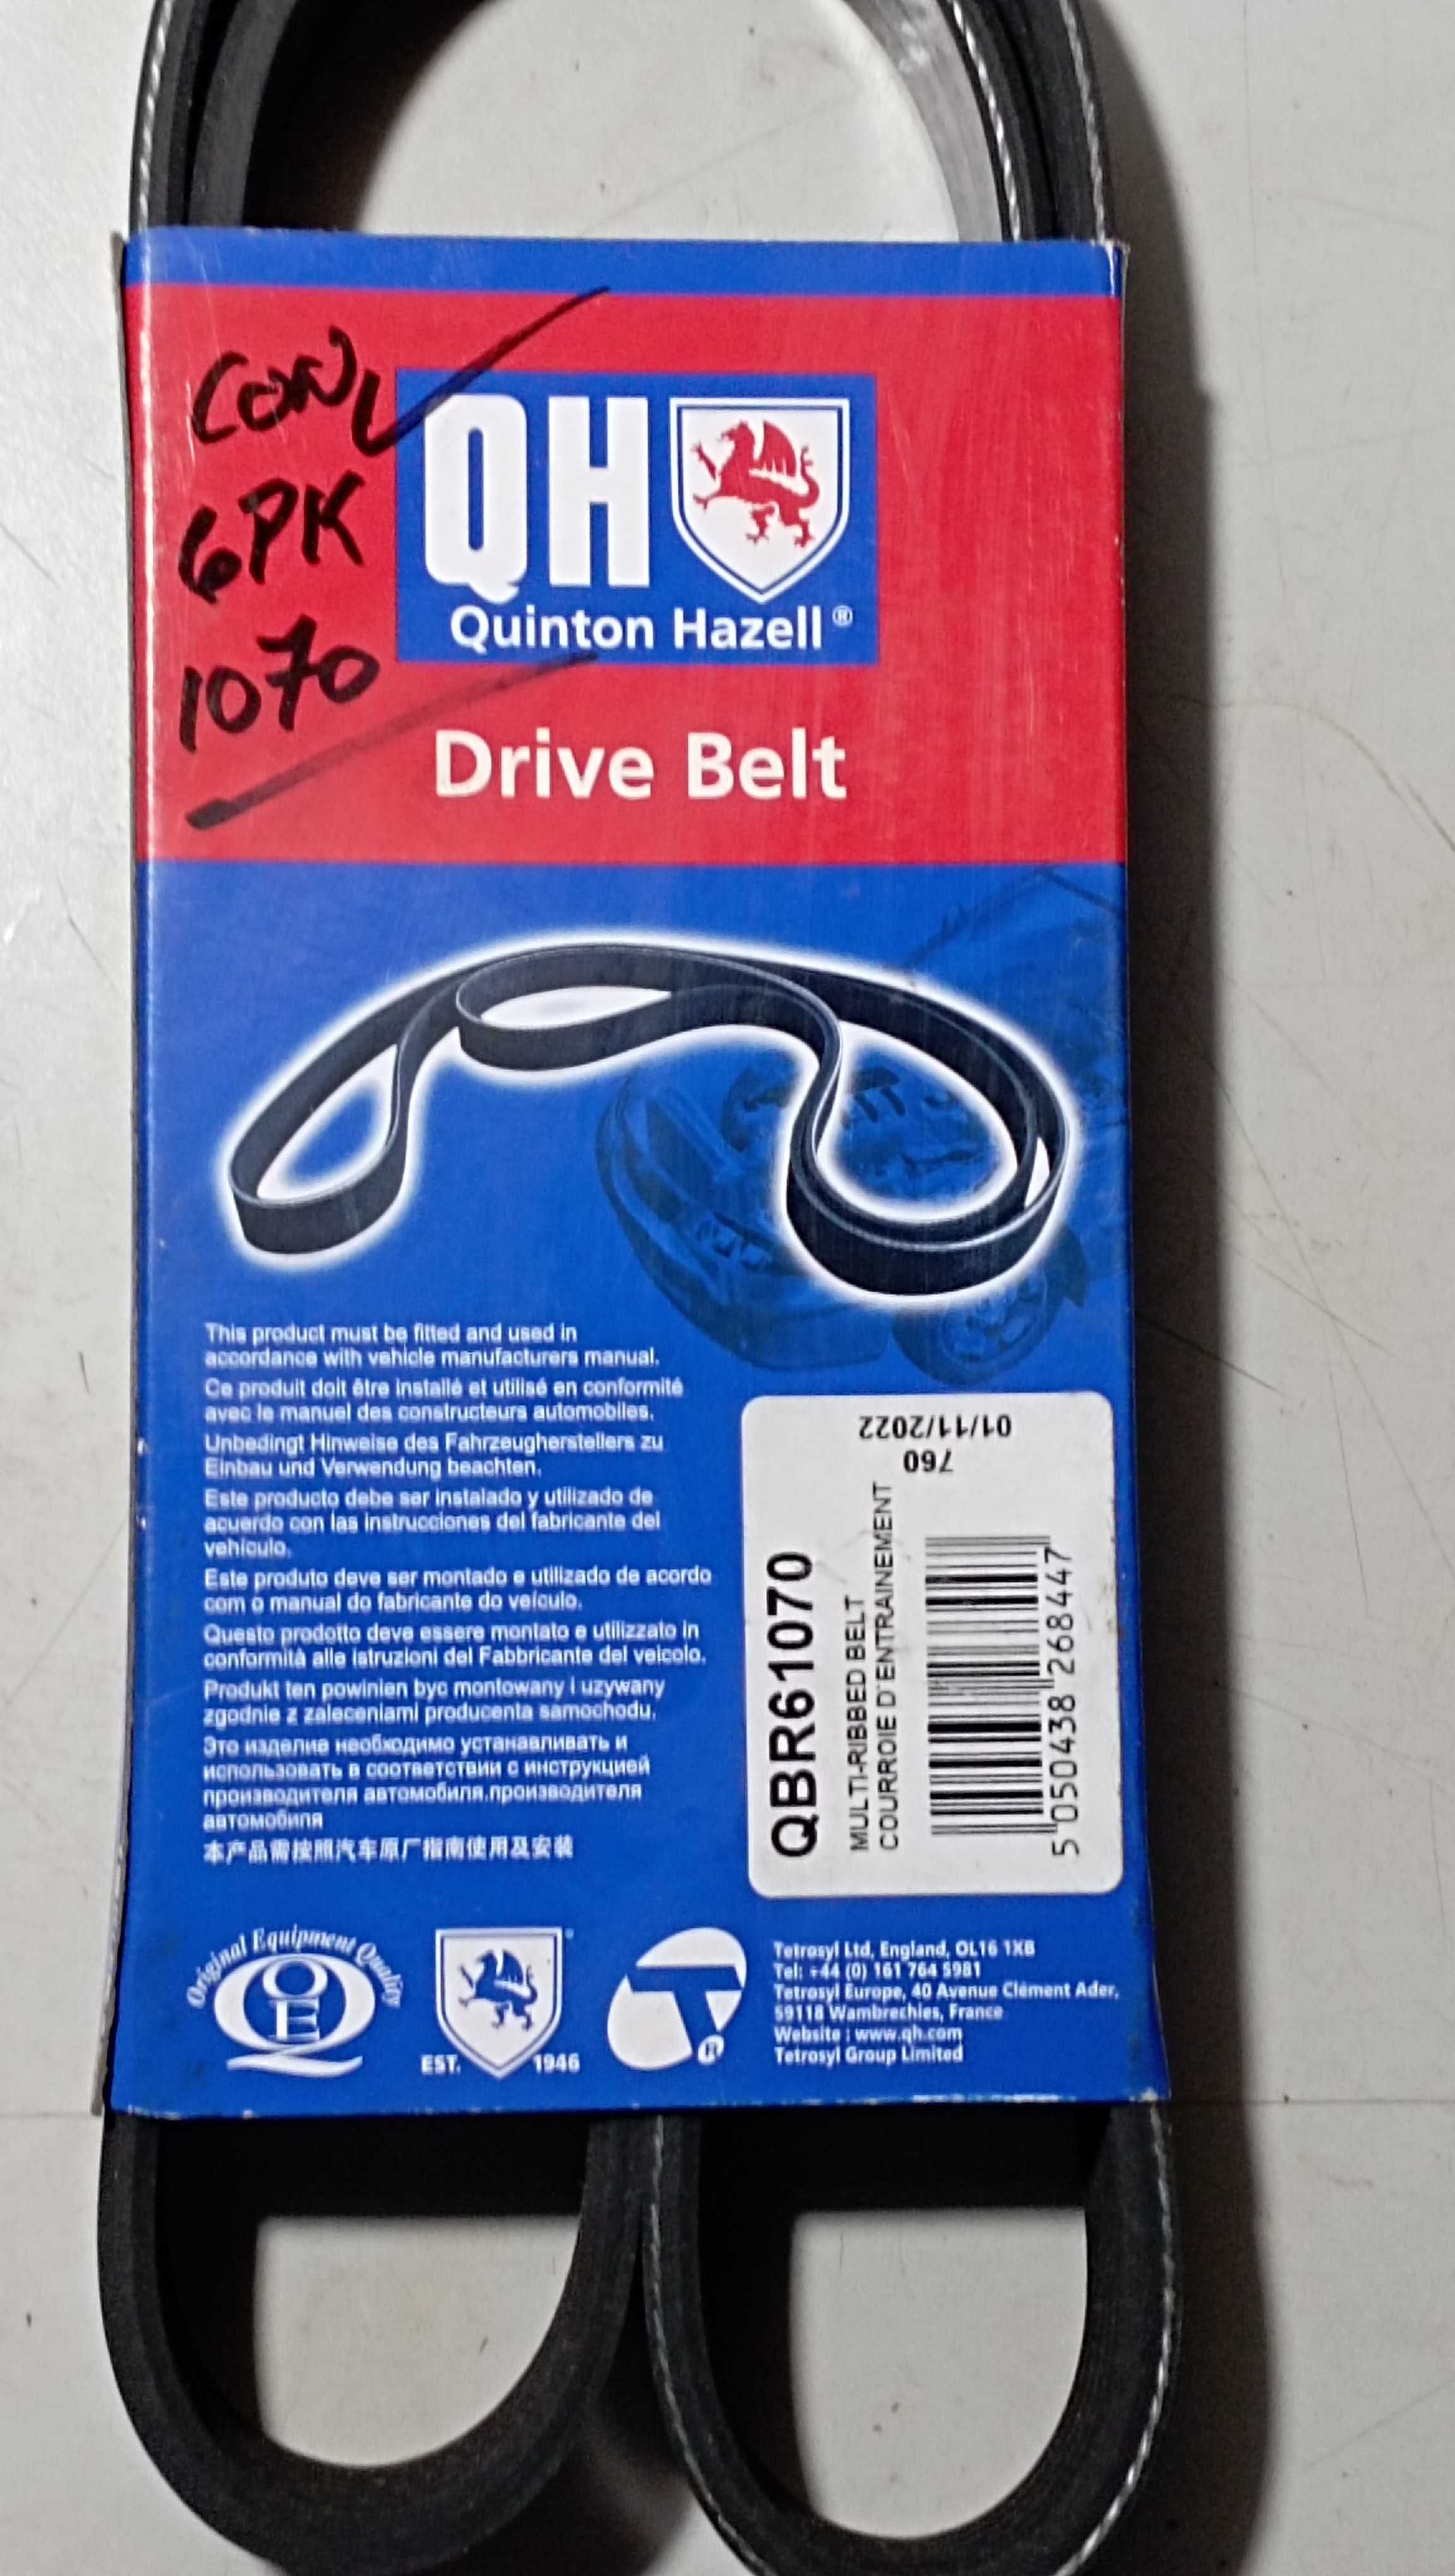 CON
6PK
1070
QH
Quinton Hazell®
Drive Belt
This product must be fitted and used in
accordance with vehicle manufacturers manual.
Ce produit doit être installé et utilisé en conformité
avec le manuel des constructeurs automobiles.
Unbedingt Hinweise des Fahrzeugherstellers zu
Einbau und Verwendung beachten.
Este producto debe ser instalado y utilizado de
acuerdo con las instrucciones del fabricante del
vehículo.
Este produto deve ser montado e utilizado de acordo
com o manual do fabricante do veículo.
Questo prodotto deve essere montato e utilizzato in
conformità alle istruzioni del Fabbricante del veicolo.
Produkt ten powinien byc montowany i uzywany
zgodnie z zaleceniami producenta samochodu.
Это изделие необходимо устанавливать и
использовать в соответствии с инструкцией
производителя автомобиля.производителя
автомобиля
本产品需按照汽车原厂指南使用及安装
01/11/2022
760
QBR61070
MULTI-RIBBED BELT
COURROIE D'ENTRAINEMENT
5 050438 268447
Original Equipment Quality
OEQ
EST. 1946
T®
Tetrosyl Ltd, England, OL16 1XB
Tel: +44 (0) 161 764 5981
Tetrosyl Europe, 40 Avenue Clément Ader,
59118 Wambrechies, France
Website : www.qh.com
Tetrosyl Group Limited